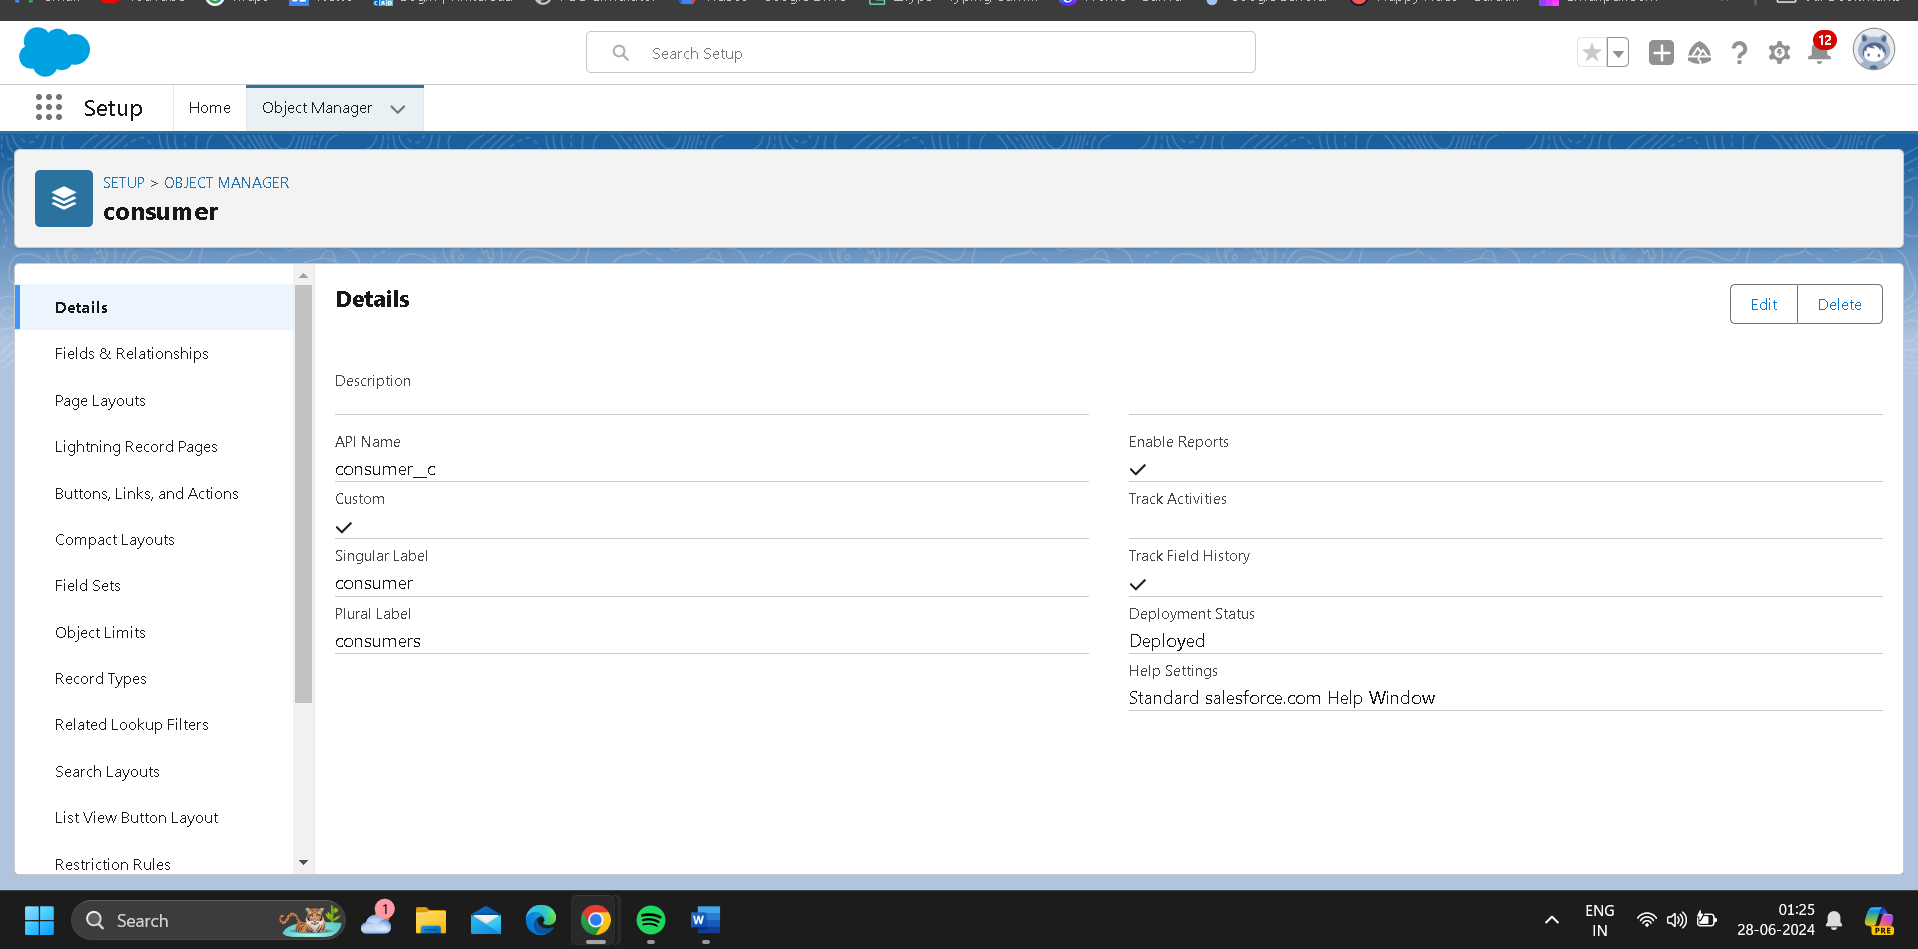 Search Setup
12
Setup
Home
Object Manager
SETUP > OBJECT MANAGER
consumer
Details
Fields & Relationships
Page Layouts
Lightning Record Pages
Buttons, Links, and Actions
Compact Layouts
Field Sets
Object Limits
Record Types
Related Lookup Filters
Search Layouts
List View Button Layout
Restriction Rules
Details
Edit
Delete
Description
API Name
consumer__c
Custom
Singular Label
consumer
Plural Label
consumers
Enable Reports
Track Activities
Track Field History
Deployment Status
Deployed
Help Settings
Standard salesforce.com Help Window
Search
1
W
ENG
IN
01:25
28-06-2024
PRE